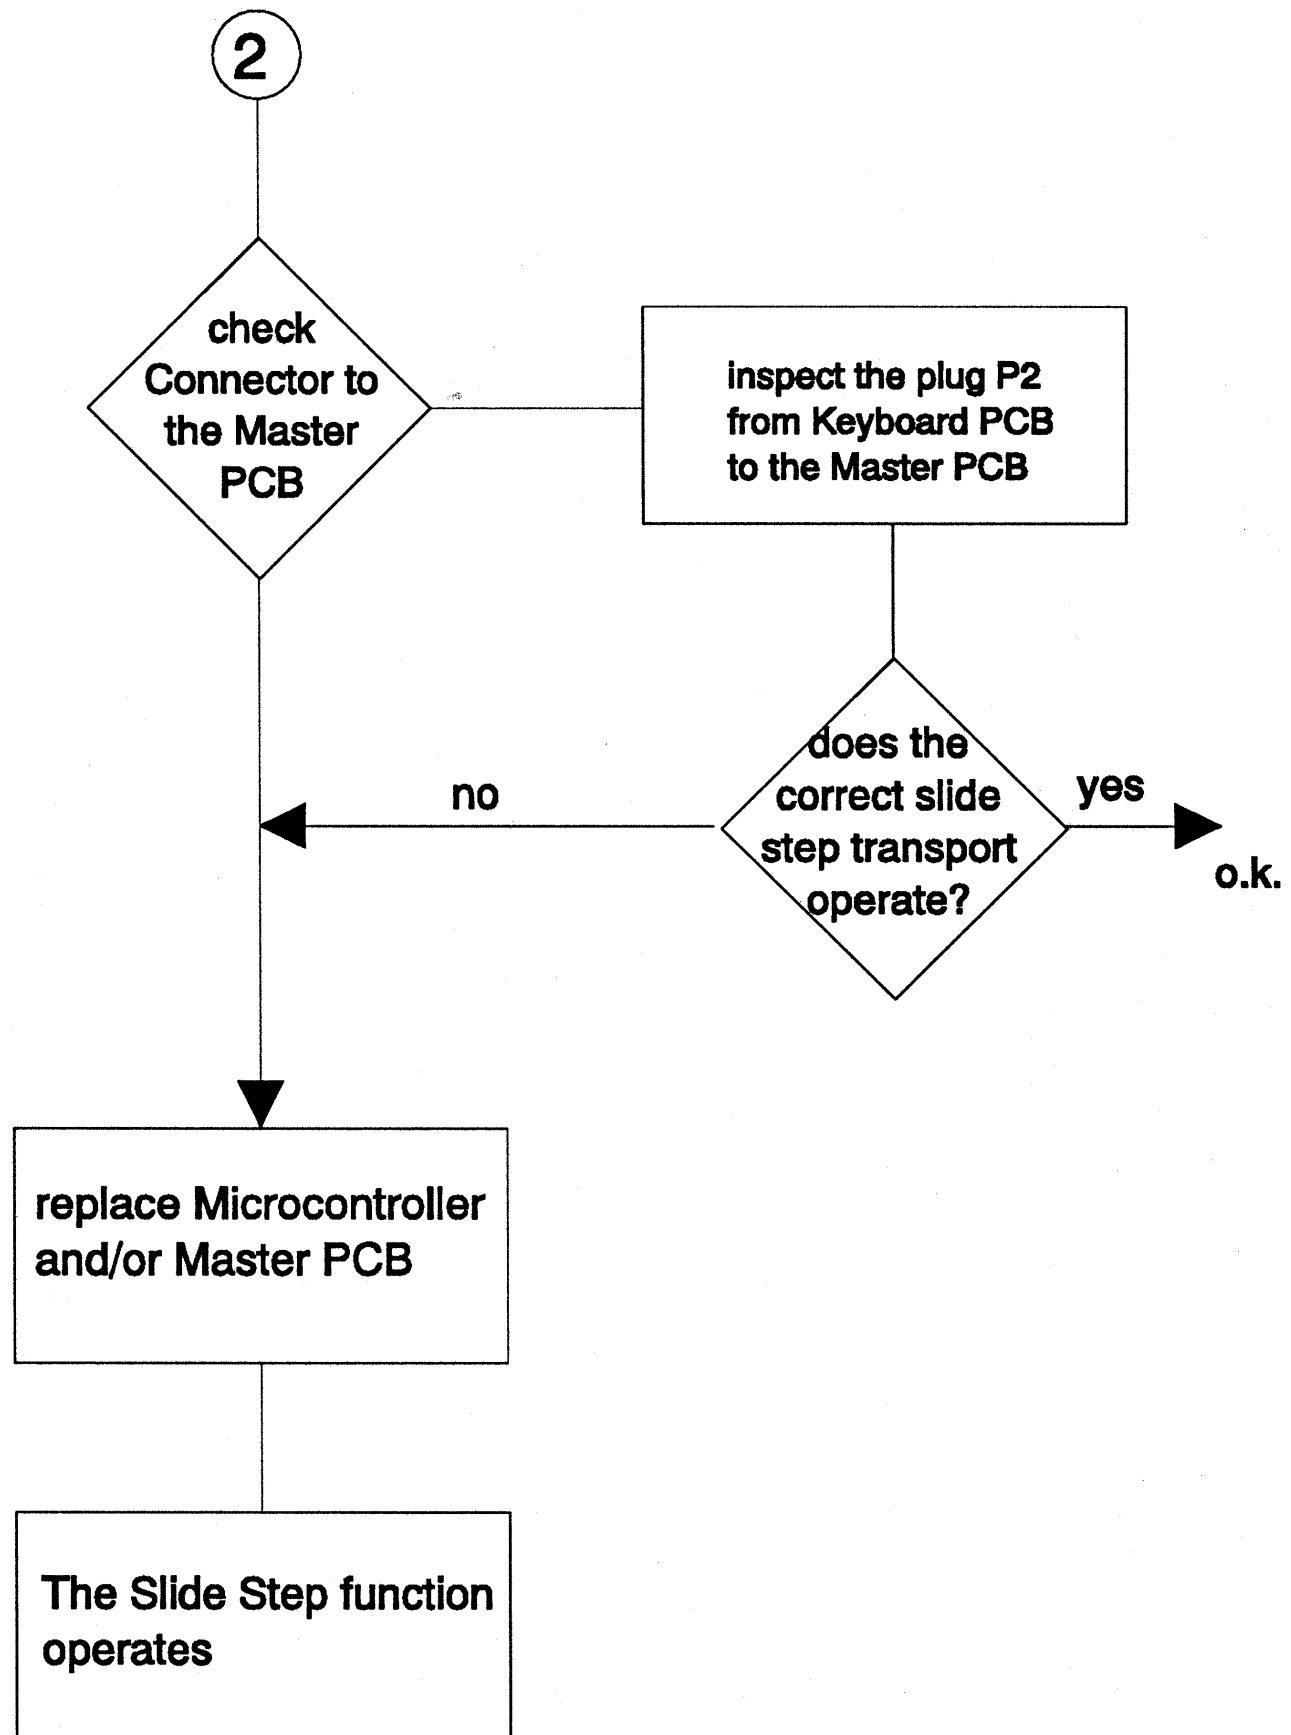 2
check
Connector to
the Master
PCB
inspect the plug P2
from Keyboard PCB
to the Master PCB
does the
correct slide
step transport
operate?
no
yes
o.k.
replace Microcontroller
and/or Master PCB
The Slide Step function
operates